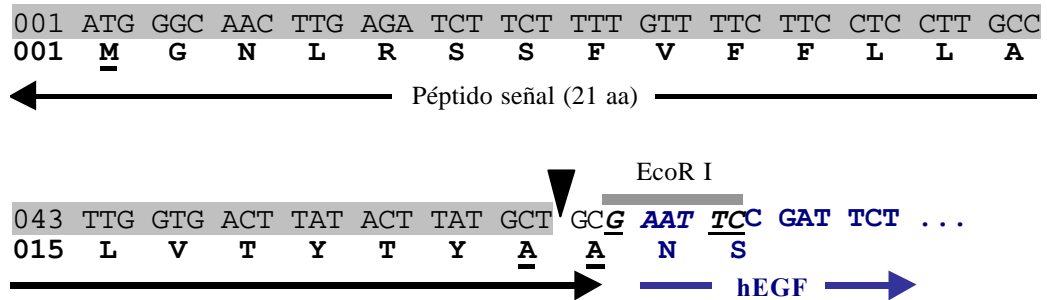 001 ATG GGC AAC TTG AGA TCT TCT TTT GTT TTC TTC CTC CTT GCC
001 M G N L R S S F V F F L L A
Péptido señal (21 aa)
EcoR I
043 TTG GTG ACT TAT ACT TAT GCT GCG AAT TCC GAT TCT ...
015 L V T Y T Y A A N S
hEGF